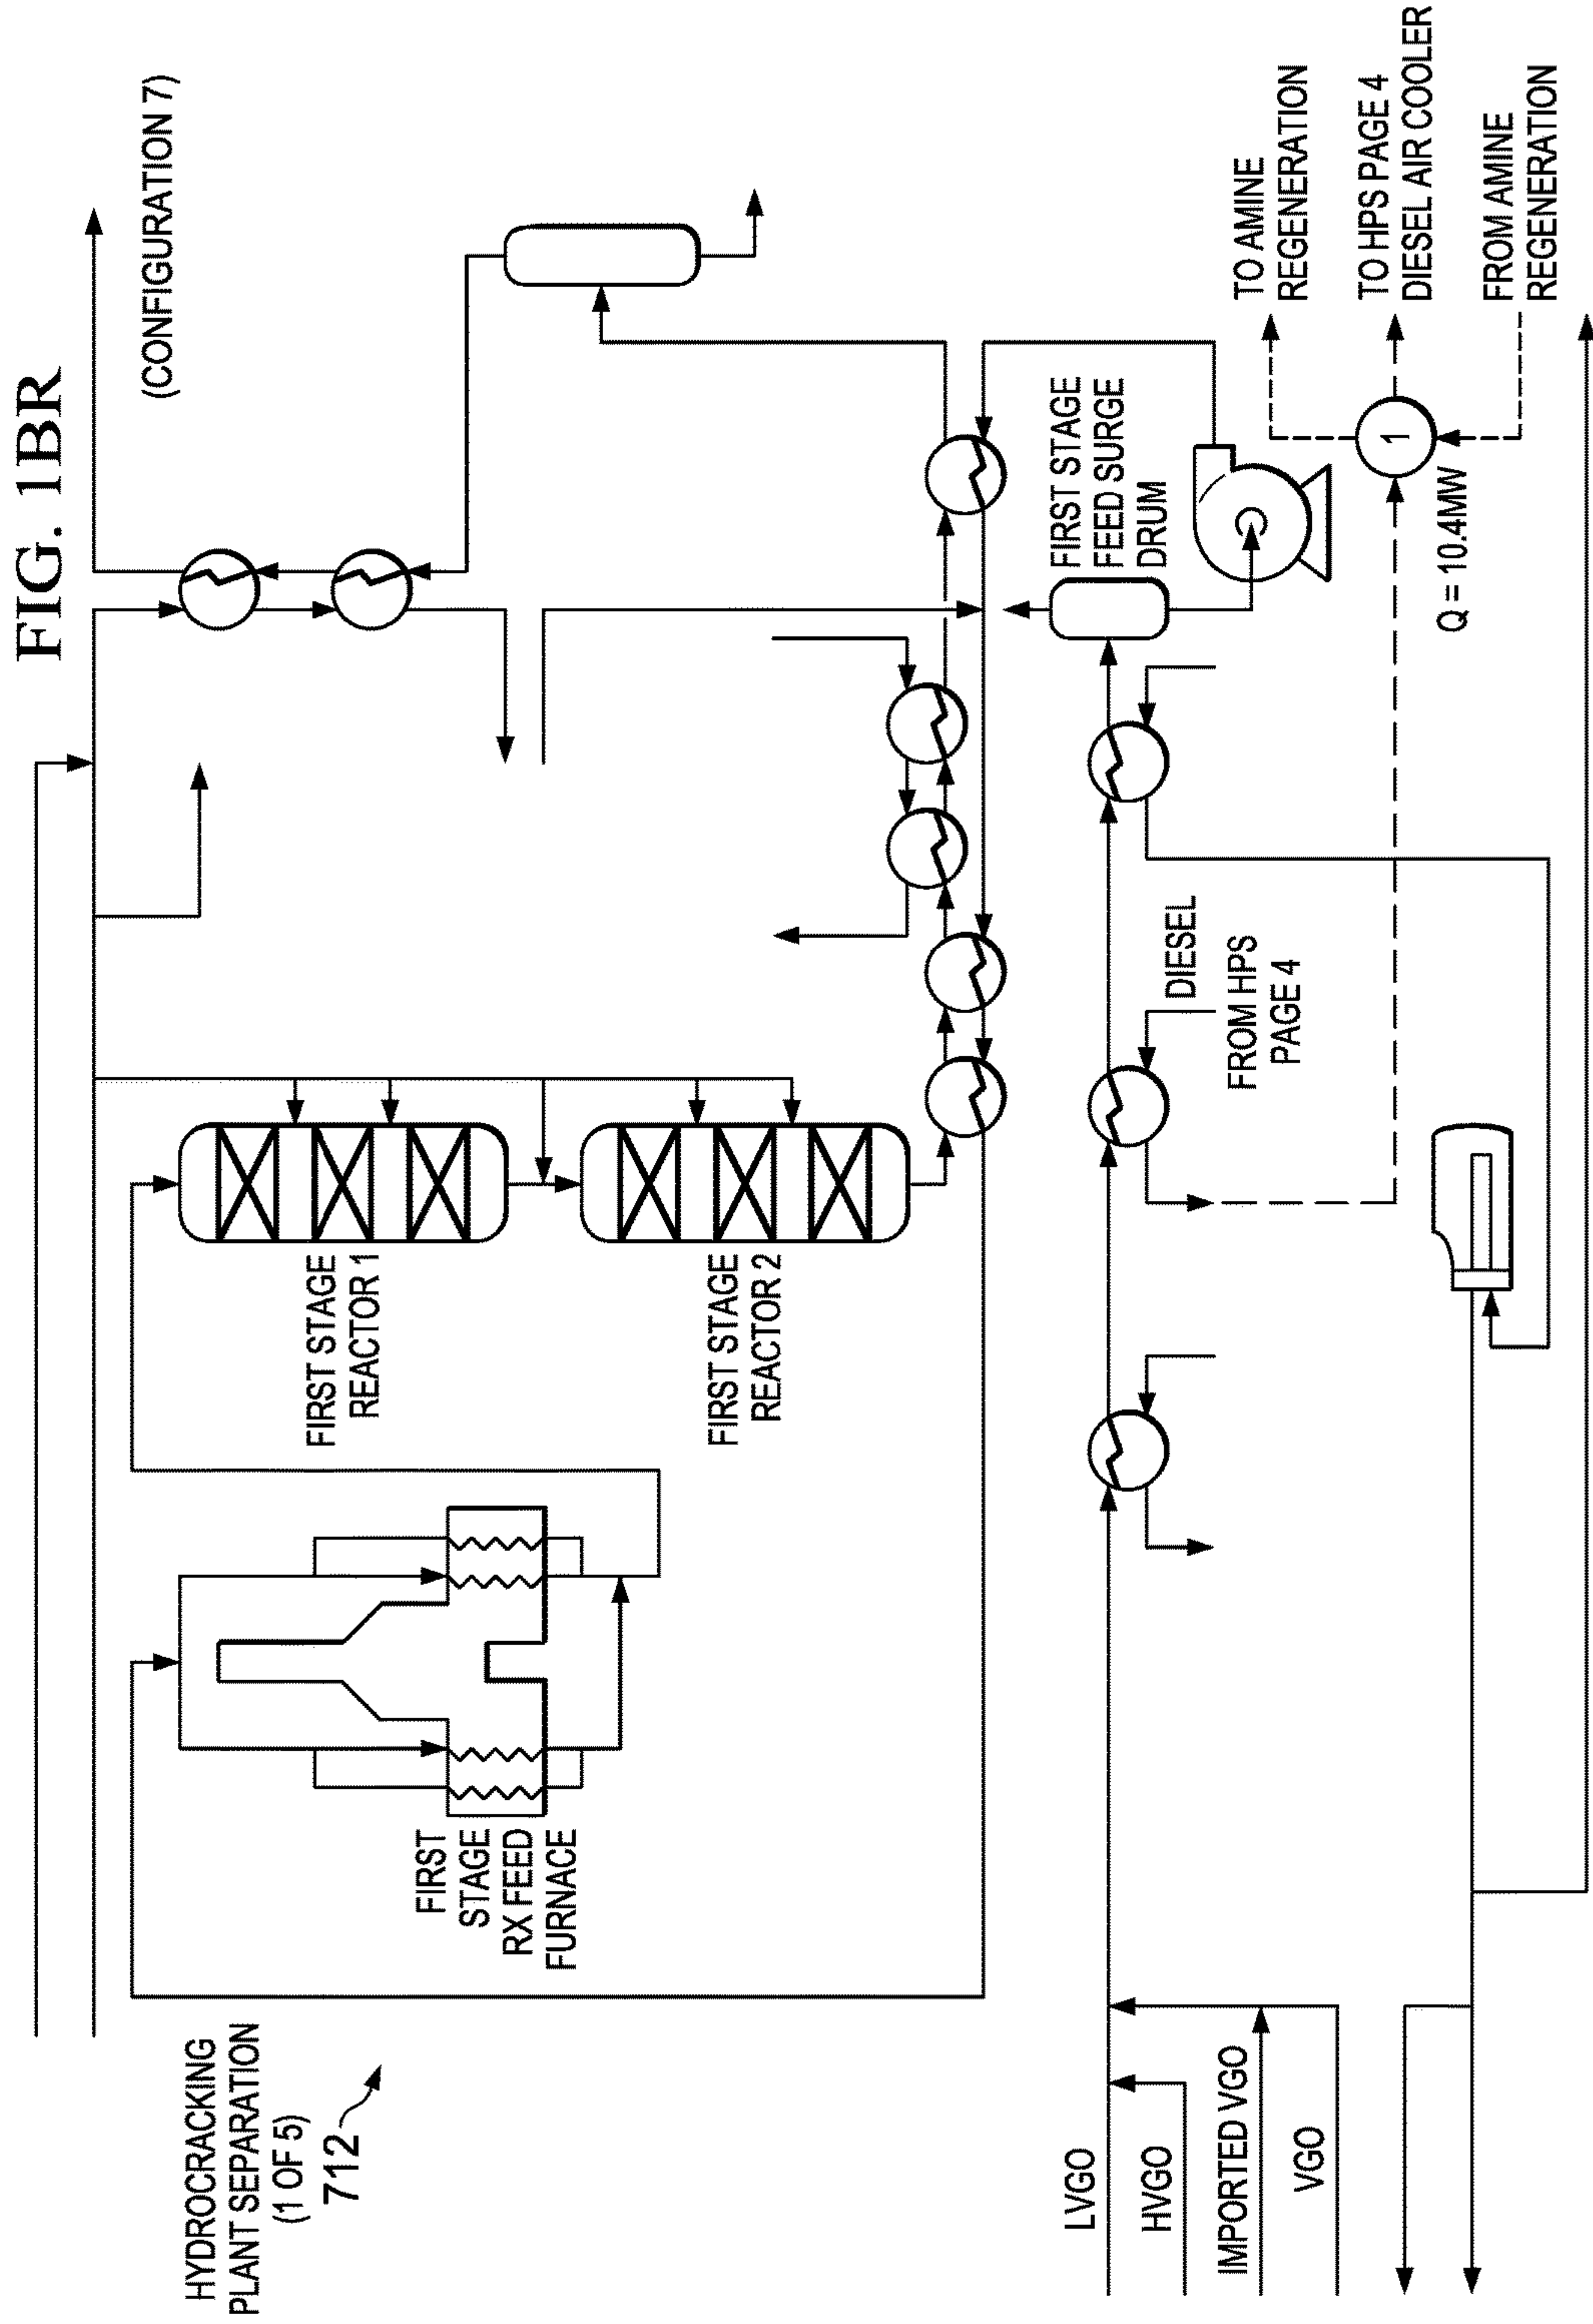 FIG. 1BR
(CONFIGURATION 7)
HYDROCRACKING
PLANT SEPARATION
(1 OF 5)
712
FIRST
STAGE
RX FEED
FURNACE
FIRST STAGE
REACTOR 1
FIRST STAGE
REACTOR 2
FIRST STAGE
FEED SURGE
DRUM
LVGO
HVGO
IMPORTED VGO
VGO
DIESEL
FROM HPS
PAGE 4
1
Q = 10.4MW
TO AMINE
REGENERATION
TO HPS PAGE 4
DIESEL AIR COOLER
FROM AMINE
REGENERATION